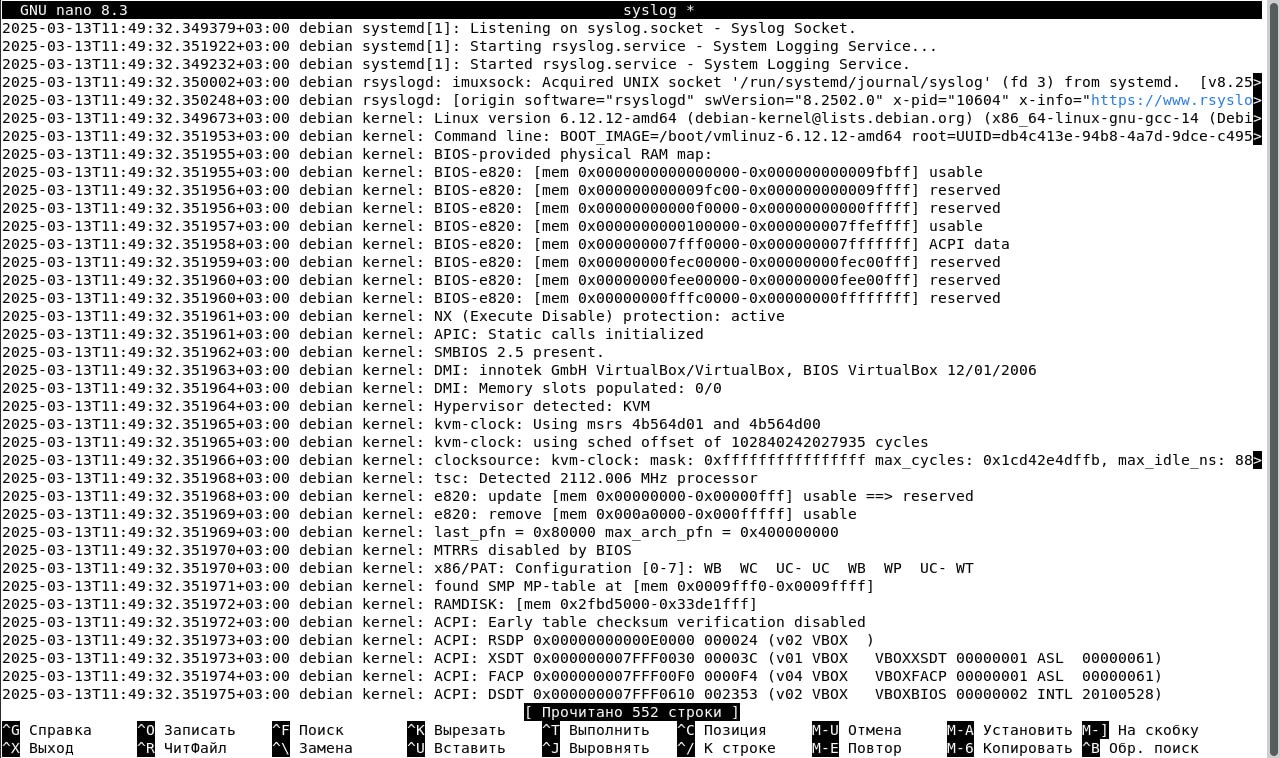 GNU nano 8.3 syslog *
2025-03-13T11:49:32.349379+03:00 debian systemd[1]: Listening on syslog.socket - Syslog Socket.
2025-03-13T11:49:32.351922+03:00 debian systemd[1]: Starting rsyslog.service - System Logging Service...
2025-03-13T11:49:32.349232+03:00 debian systemd[1]: Started rsyslog.service - System Logging Service.
2025-03-13T11:49:32.350002+03:00 debian rsyslogd: imuxsock: Acquired UNIX socket '/run/systemd/journal/syslog' (fd 3) from systemd.  [v8.25>
2025-03-13T11:49:32.350248+03:00 debian rsyslogd: [origin software="rsyslogd" swVersion="8.2502.0" x-pid="10604" x-info="https://www.rsyslo>
2025-03-13T11:49:32.349673+03:00 debian kernel: Linux version 6.12.12-amd64 (debian-kernel@lists.debian.org) (x86_64-linux-gnu-gcc-14 (Debi>
2025-03-13T11:49:32.351953+03:00 debian kernel: Command line: BOOT_IMAGE=/boot/vmlinuz-6.12.12-amd64 root=UUID=db4c413e-94b8-4a7d-9dce-c495>
2025-03-13T11:49:32.351955+03:00 debian kernel: BIOS-provided physical RAM map:
2025-03-13T11:49:32.351955+03:00 debian kernel: BIOS-e820: [mem 0x0000000000000000-0x000000000009fbff] usable
2025-03-13T11:49:32.351956+03:00 debian kernel: BIOS-e820: [mem 0x000000000009fc00-0x000000000009ffff] reserved
2025-03-13T11:49:32.351956+03:00 debian kernel: BIOS-e820: [mem 0x00000000000f0000-0x00000000000fffff] reserved
2025-03-13T11:49:32.351957+03:00 debian kernel: BIOS-e820: [mem 0x0000000000100000-0x000000007ffeffff] usable
2025-03-13T11:49:32.351958+03:00 debian kernel: BIOS-e820: [mem 0x000000007fff0000-0x000000007fffffff] ACPI data
2025-03-13T11:49:32.351959+03:00 debian kernel: BIOS-e820: [mem 0x00000000fec00000-0x00000000fec00fff] reserved
2025-03-13T11:49:32.351960+03:00 debian kernel: BIOS-e820: [mem 0x00000000fee00000-0x00000000fee00fff] reserved
2025-03-13T11:49:32.351960+03:00 debian kernel: BIOS-e820: [mem 0x00000000fffc0000-0x00000000ffffffff] reserved
2025-03-13T11:49:32.351961+03:00 debian kernel: NX (Execute Disable) protection: active
2025-03-13T11:49:32.351961+03:00 debian kernel: APIC: Static calls initialized
2025-03-13T11:49:32.351962+03:00 debian kernel: SMBIOS 2.5 present.
2025-03-13T11:49:32.351963+03:00 debian kernel: DMI: innotek GmbH VirtualBox/VirtualBox, BIOS VirtualBox 12/01/2006
2025-03-13T11:49:32.351964+03:00 debian kernel: DMI: Memory slots populated: 0/0
2025-03-13T11:49:32.351964+03:00 debian kernel: Hypervisor detected: KVM
2025-03-13T11:49:32.351965+03:00 debian kernel: kvm-clock: Using msrs 4b564d01 and 4b564d00
2025-03-13T11:49:32.351965+03:00 debian kernel: kvm-clock: using sched offset of 102840242027935 cycles
2025-03-13T11:49:32.351966+03:00 debian kernel: clocksource: kvm-clock: mask: 0xffffffffffffffff max_cycles: 0x1cd42e4dffb, max_idle_ns: 88>
2025-03-13T11:49:32.351968+03:00 debian kernel: tsc: Detected 2112.006 MHz processor
2025-03-13T11:49:32.351968+03:00 debian kernel: e820: update [mem 0x00000000-0x00000fff] usable ==> reserved
2025-03-13T11:49:32.351969+03:00 debian kernel: e820: remove [mem 0x000a0000-0x000fffff] usable
2025-03-13T11:49:32.351969+03:00 debian kernel: last_pfn = 0x80000 max_arch_pfn = 0x400000000
2025-03-13T11:49:32.351970+03:00 debian kernel: MTRRs disabled by BIOS
2025-03-13T11:49:32.351970+03:00 debian kernel: x86/PAT: Configuration [0-7]: WB  WC  UC- UC  WB  WP  UC- WT
2025-03-13T11:49:32.351971+03:00 debian kernel: found SMP MP-table at [mem 0x0009fff0-0x0009ffff]
2025-03-13T11:49:32.351972+03:00 debian kernel: RAMDISK: [mem 0x2fbd5000-0x33de1fff]
2025-03-13T11:49:32.351972+03:00 debian kernel: ACPI: Early table checksum verification disabled
2025-03-13T11:49:32.351973+03:00 debian kernel: ACPI: RSDP 0x00000000000E0000 000024 (v02 VBOX  )
2025-03-13T11:49:32.351973+03:00 debian kernel: ACPI: XSDT 0x000000007FFF0030 00003C (v01 VBOX   VBOXXSDT 00000001 ASL  00000061)
2025-03-13T11:49:32.351974+03:00 debian kernel: ACPI: FACP 0x000000007FFF00F0 0000F4 (v04 VBOX   VBOXFACP 00000001 ASL  00000061)
2025-03-13T11:49:32.351975+03:00 debian kernel: ACPI: DSDT 0x000000007FFF0610 002353 (v02 VBOX   VBOXBIOS 00000002 INTL 20100528)
[ Прочитано 552 строки ]
^G Справка ^O Записать ^F Поиск ^K Вырезать ^T Выполнить ^C Позиция M-U Отмена M-A Установить M-] На скобку
^X Выход ^R ЧитФайл ^\ Замена ^U Вставить ^J Выровнять ^/ К строке M-E Повтор M-6 Копировать ^B Обр. поиск